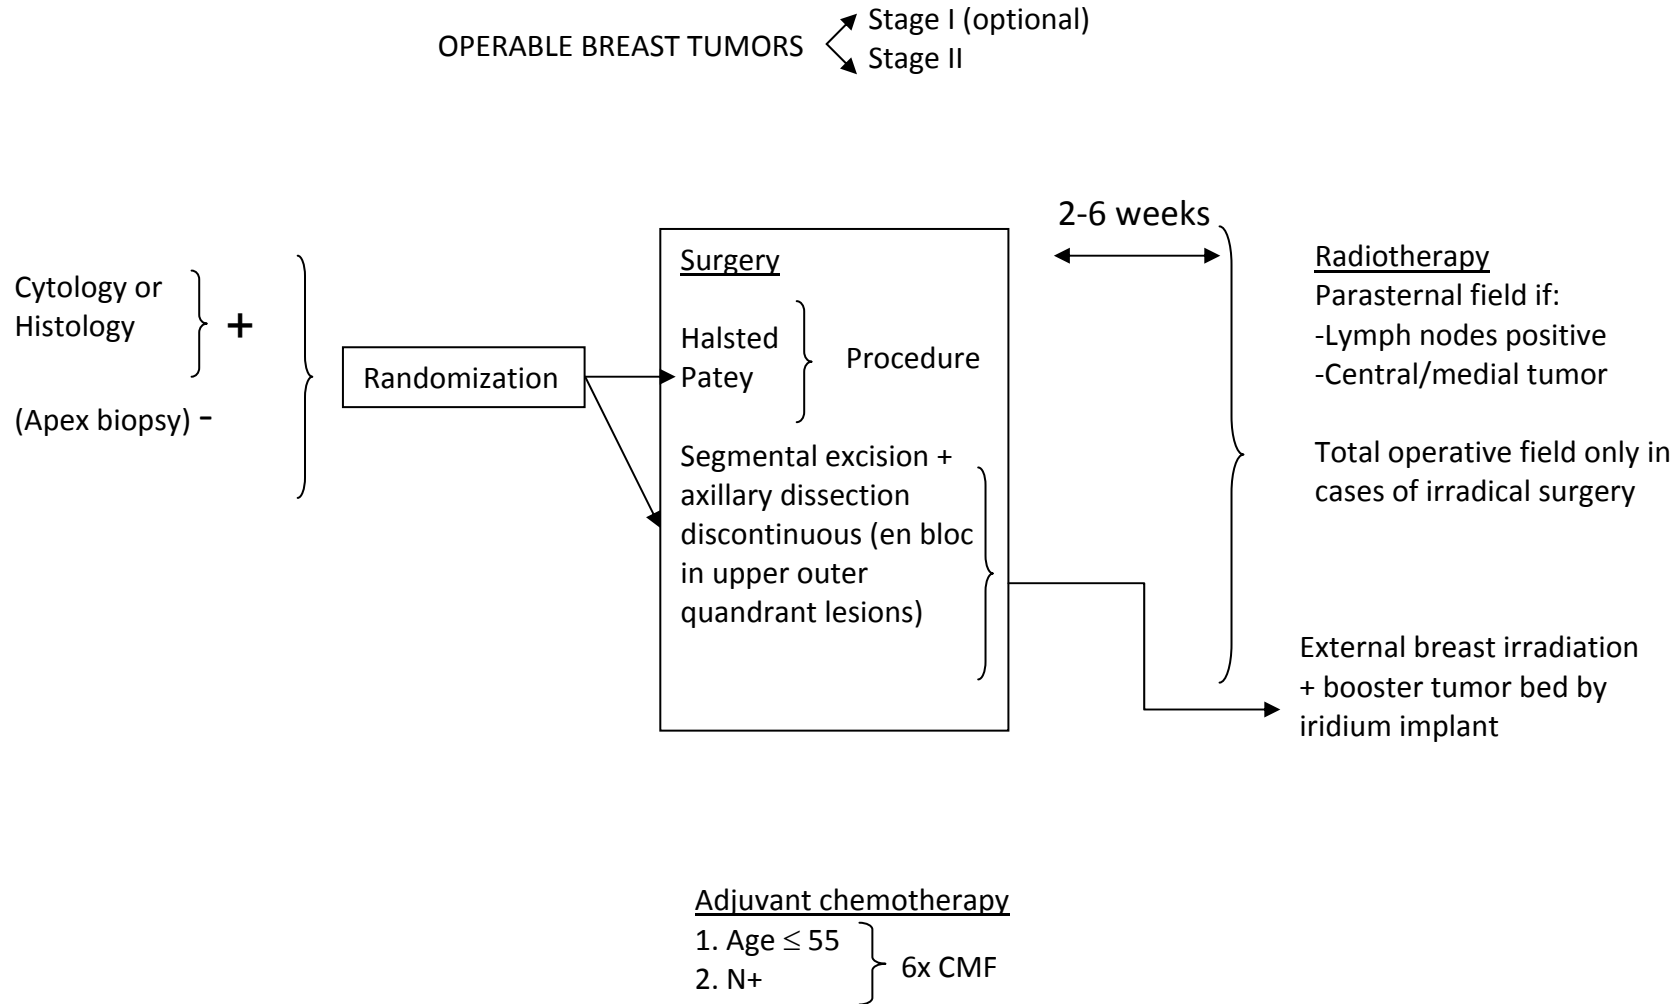 OPERABLE BREAST TUMORS
Stage I (optional)
Stage II
Cytology or
Histology
+
(Apex biopsy) -
Randomization
Surgery
Halsted
Patey
Procedure
Segmental excision +
axillary dissection
discontinuous (en bloc
in upper outer
quandrant lesions)
2-6 weeks
Radiotherapy
Parasternal field if:
-Lymph nodes positive
-Central/medial tumor
Total operative field only in
cases of irradical surgery
External breast irradiation
+ booster tumor bed by
iridium implant
Adjuvant chemotherapy
1. Age ≤ 55
2. N+
6x CMF